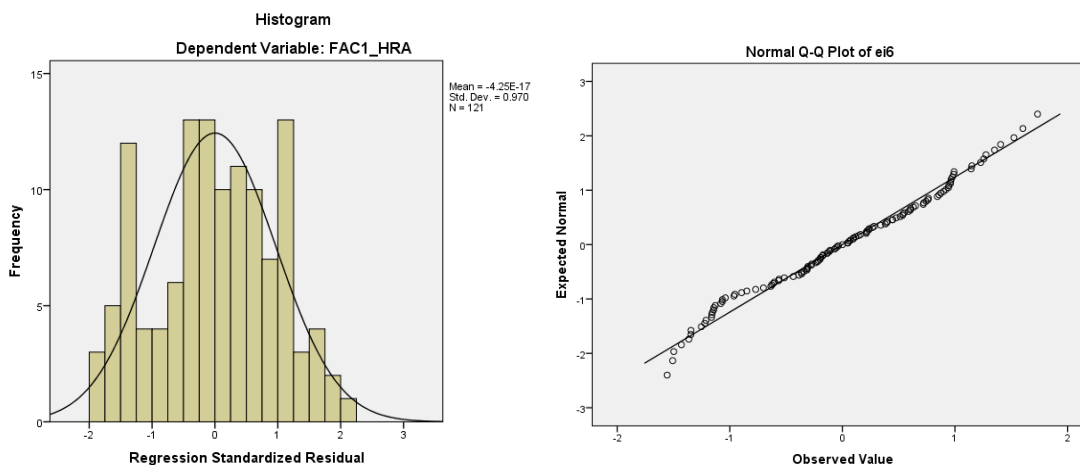 Histogram
Dependent Variable: FAC1_HRA
Mean = -4.25E-17
Std. Dev. = 0.970
N = 121
15
10
5
0
Frequency
-2
-1
0
1
2
3
Regression Standardized Residual
Normal Q-Q Plot of ei6
3
2
1
0
-1
-2
-3
Expected Normal
-2
-1
0
1
2
Observed Value